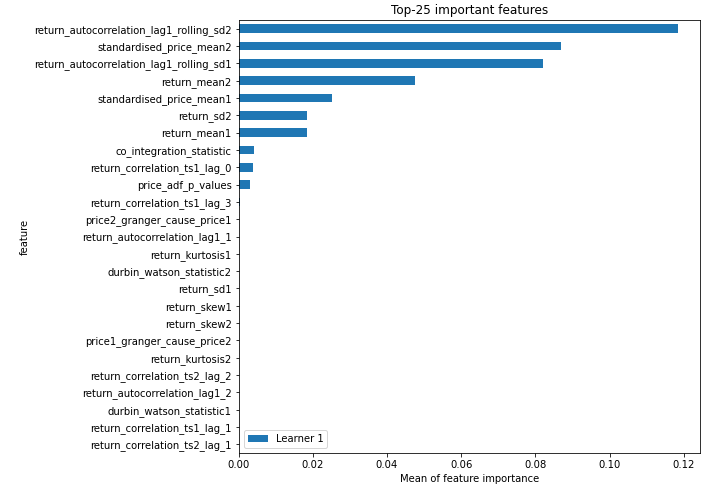 Top-25 important features
return_autocorrelation_lag1_rolling_sd2
standardised_price_mean2
return_autocorrelation_lag1_rolling_sd1
return_mean2
standardised_price_mean1
return_sd2
return_mean1
co_integration_statistic
return_correlation_ts1_lag_0
price_adf_p_values
return_correlation_ts1_lag_3
price2_granger_cause_price1
return_autocorrelation_lag1_1
return_kurtosis1
durbin_watson_statistic2
return_sd1
return_skew1
return_skew2
price1_granger_cause_price2
return_kurtosis2
return_correlation_ts2_lag_2
return_autocorrelation_lag1_2
durbin_watson_statistic1
return_correlation_ts1_lag_1
return_correlation_ts2_lag_1
feature
Learner 1
0.00 0.02 0.04 0.06 0.08 0.10 0.12
Mean of feature importance